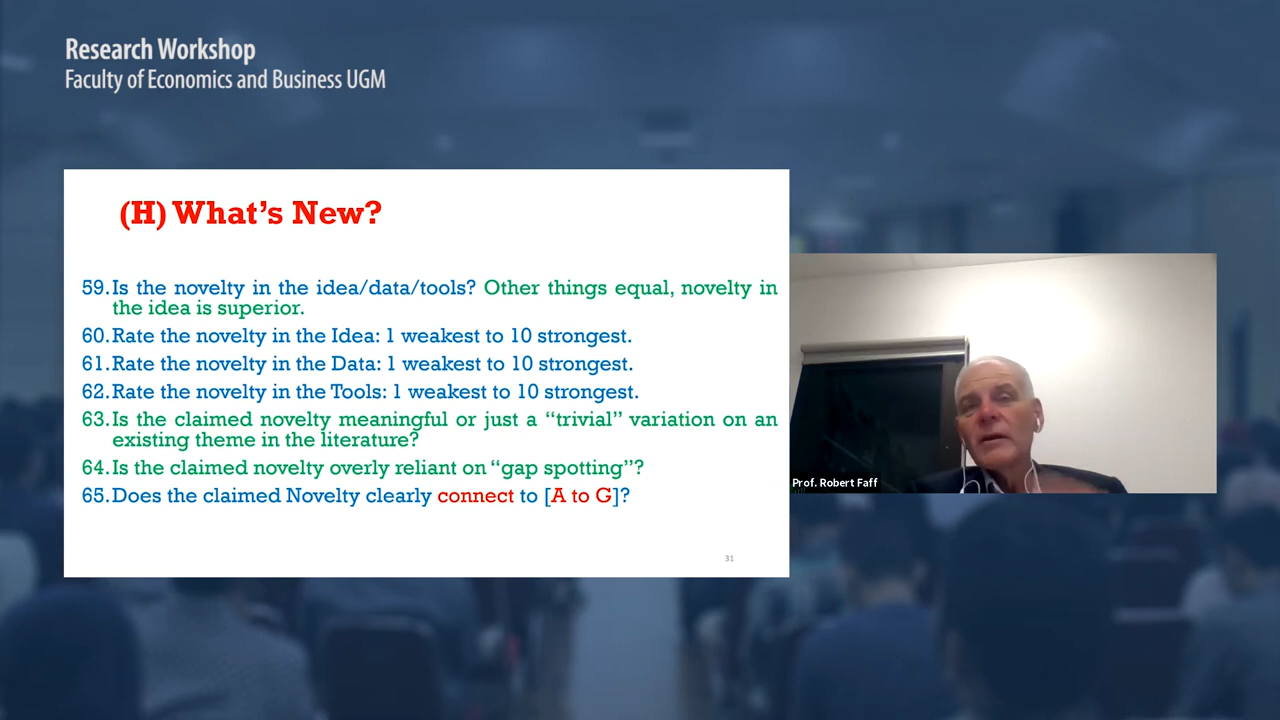 Research Workshop
Faculty of Economics and Business UGM
(H) What's New?
59. Is the novelty in the idea/data/tools? Other things equal, novelty in
the idea is superior.
60. Rate the novelty in the Idea: 1 weakest to 10 strongest.
61. Rate the novelty in the Data: 1 weakest to 10 strongest.
62. Rate the novelty in the Tools: 1 weakest to 10 strongest.
63. Is the claimed novelty meaningful or just a “trivial” variation on an
existing theme in the literature?
64. Is the claimed novelty overly reliant on “gap spotting”?
65. Does the claimed Novelty clearly connect to [A to G]?
31
Prof. Robert Faff